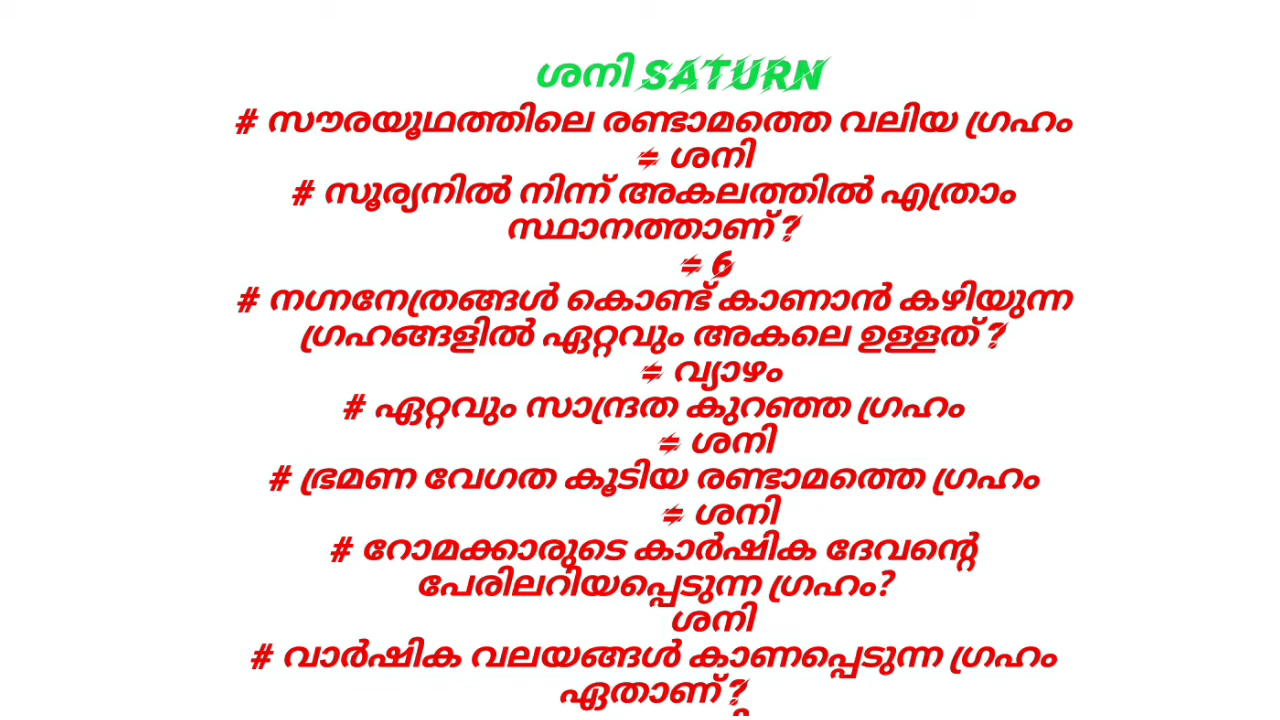 ശനി SATURN
# സൗരയൂഥത്തിലെ രണ്ടാമത്തെ വലിയ ഗ്രഹം
= ശനി
# സൂര്യനിൽ നിന്ന് അകലത്തിൽ എത്രാം
സ്ഥാനത്താണ് ?
= 6
# നഗ്നനേത്രങ്ങൾ കൊണ്ട് കാണാൻ കഴിയുന്ന
ഗ്രഹങ്ങളിൽ ഏറ്റവും അകലെ ഉള്ളത് ?
= വ്യാഴം
# ഏറ്റവും സാന്ദ്രത കുറഞ്ഞ ഗ്രഹം
= ശനി
# ഭ്രമണ വേഗത കൂടിയ രണ്ടാമത്തെ ഗ്രഹം
= ശനി
# റോമക്കാരുടെ കാർഷിക ദേവന്റെ
പേരിലറിയപ്പെടുന്ന ഗ്രഹം?
ശനി
# വാർഷിക വലയങ്ങൾ കാണപ്പെടുന്ന ഗ്രഹം
ഏതാണ് ?